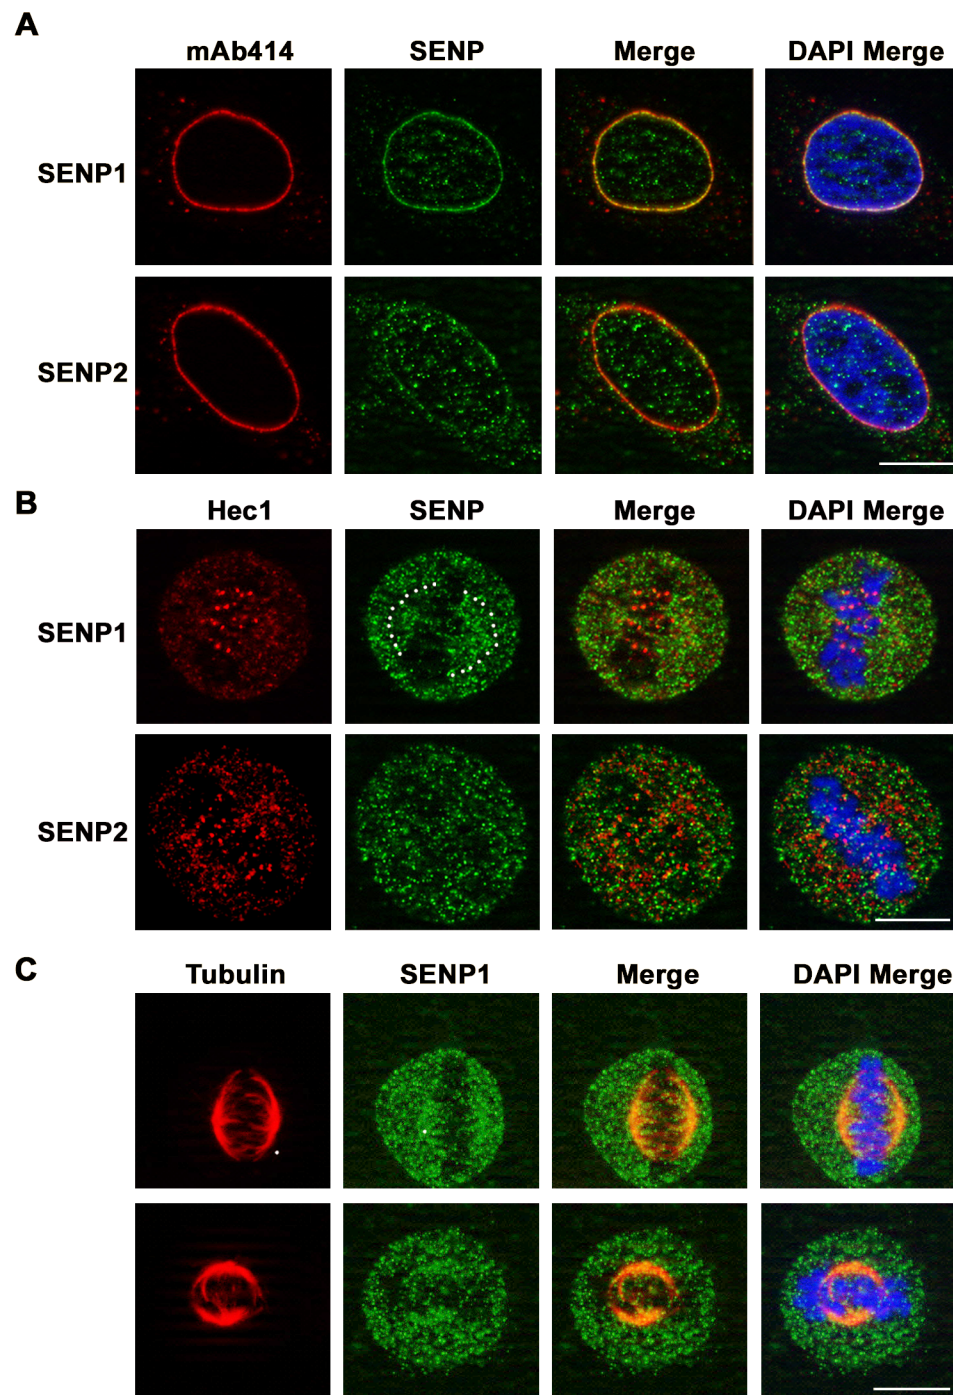 A
mAb414 SENP Merge DAPI Merge
SENP1
SENP2
B
Hec1 SENP Merge DAPI Merge
SENP1
SENP2
C
Tubulin SENP1 Merge DAPI Merge